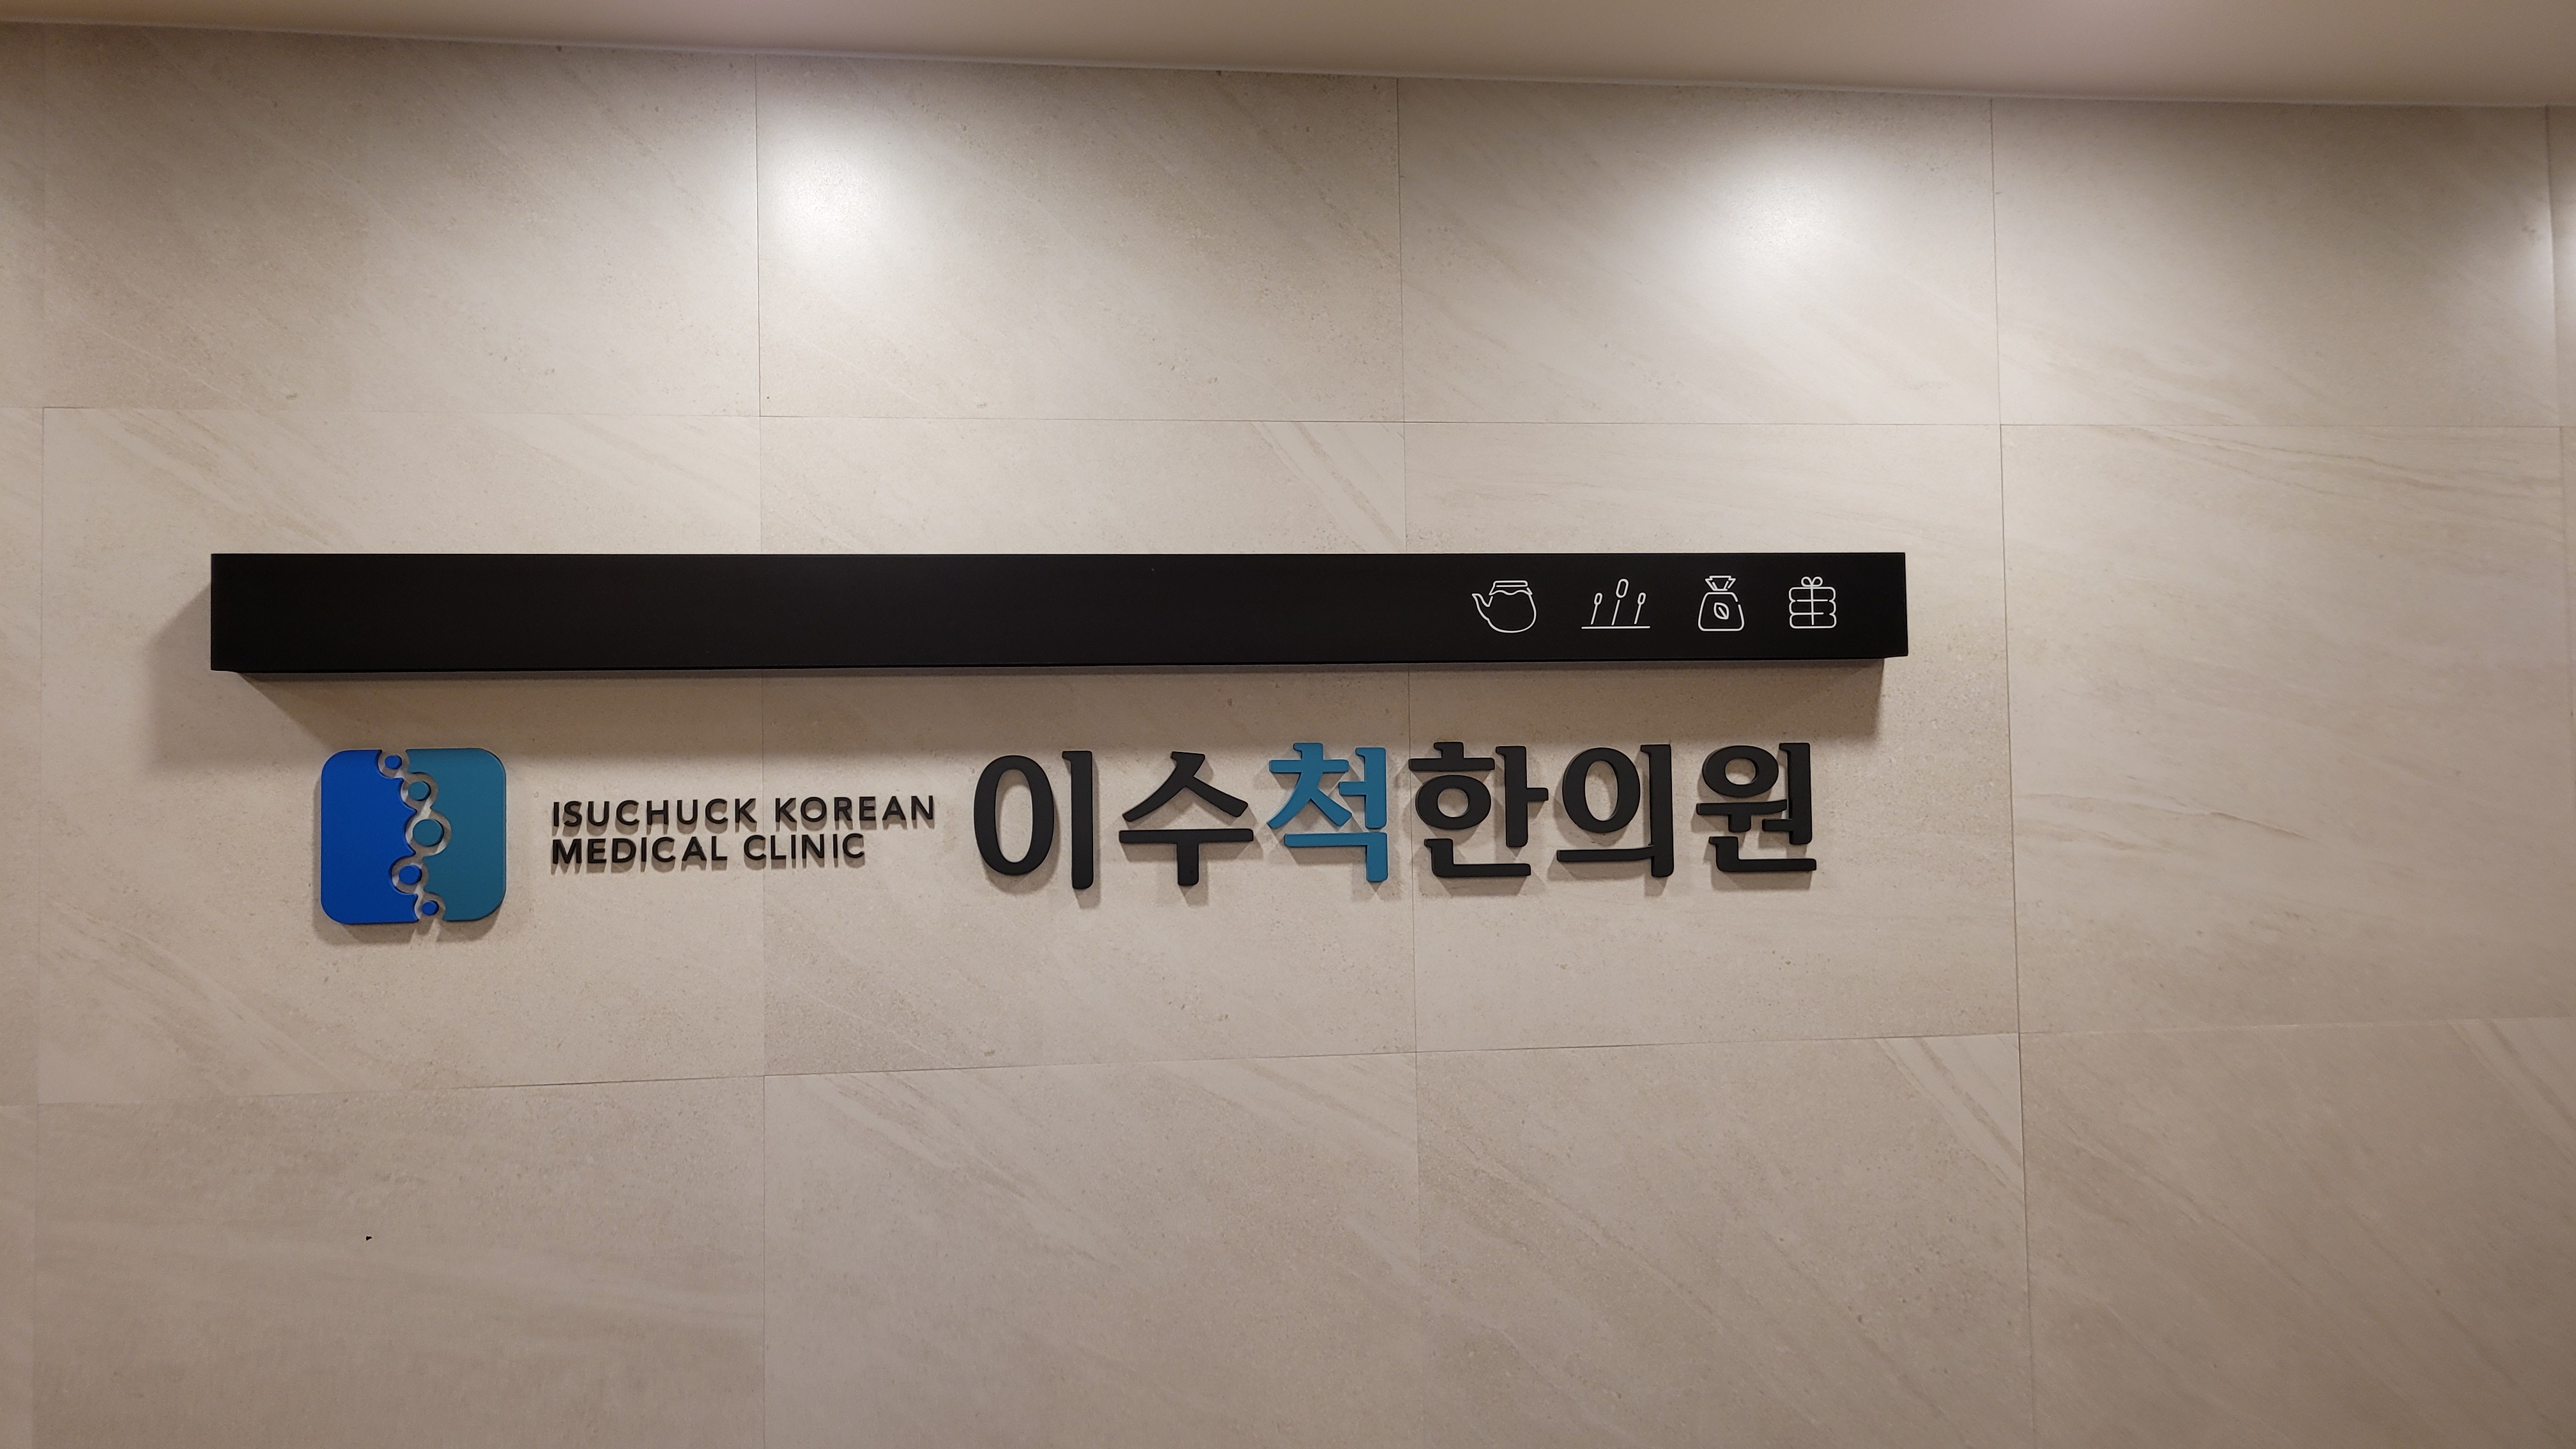 ISUCHUCK KOREAN
MEDICAL CLINIC
이수척한의원